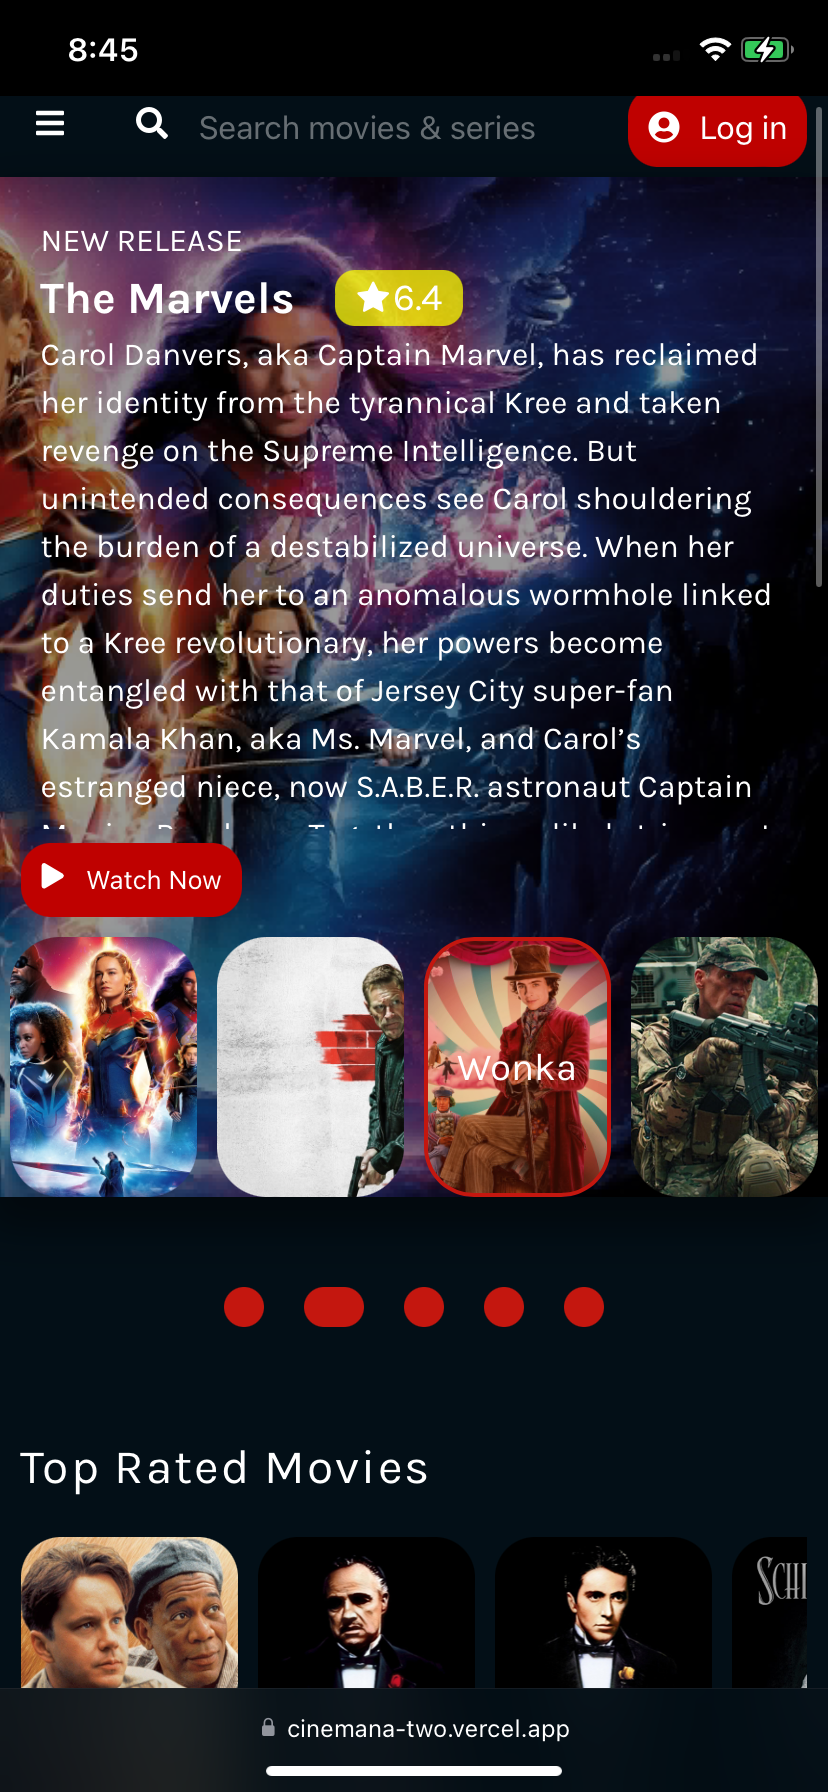 8:45
Search movies & series
Log in
NEW RELEASE
The Marvels
6.4
Carol Danvers, aka Captain Marvel, has reclaimed
her identity from the tyrannical Kree and taken
revenge on the Supreme Intelligence. But
unintended consequences see Carol shouldering
the burden of a destabilized universe. When her
duties send her to an anomalous wormhole linked
to a Kree revolutionary, her powers become
entangled with that of Jersey City super-fan
Kamala Khan, aka Ms. Marvel, and Carol’s
estranged niece, now S.A.B.E.R. astronaut Captain
Watch Now
Wonka
Top Rated Movies
SCHI
cinemana-two.vercel.app